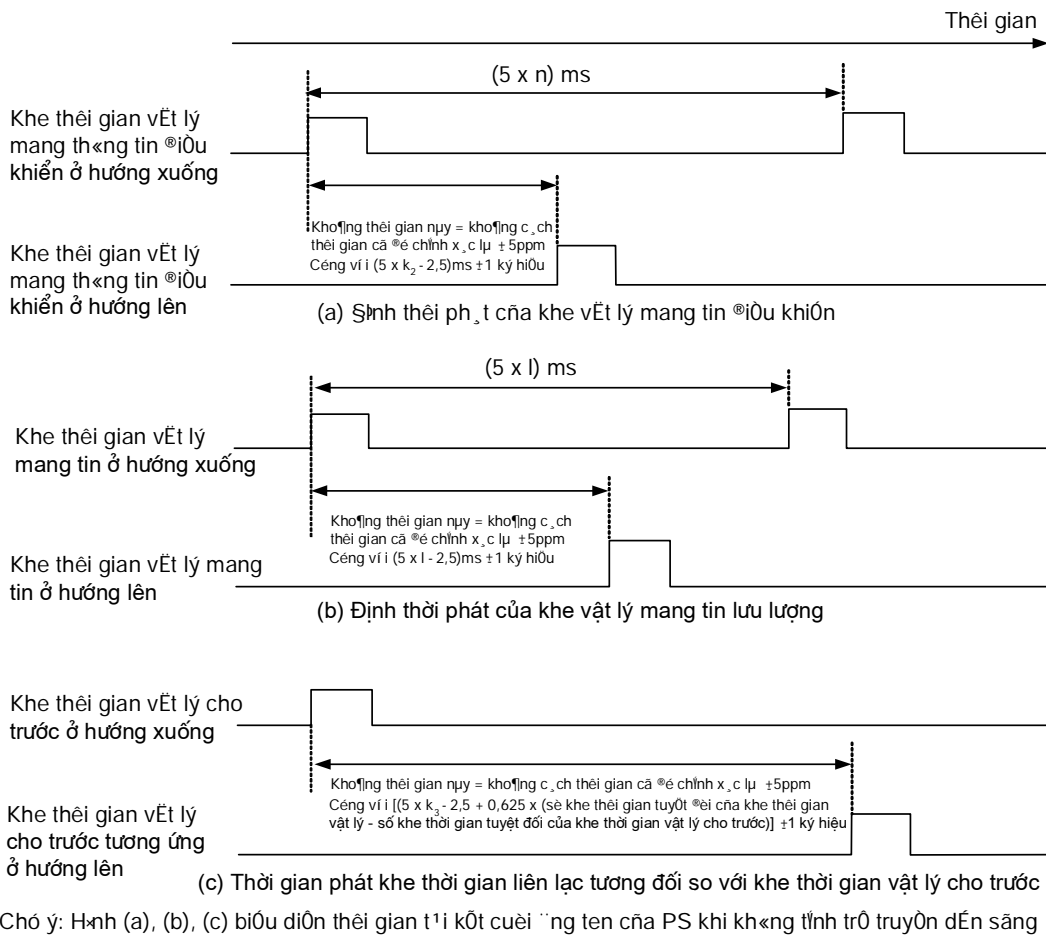 Thêi gian
(5 x n) ms
Khe thêi gian vËt lý
mang th«ng tin ®iÒu
khiển ở hướng xuống
Kho¶ng thêi gian nµy = kho¶ng c¸ch
thêi gian cã ®é chÝnh x¸c lµ ±5ppm
Céng ví i (5 x k2 - 2,5)ms ±1 ký hiÖu
Khe thêi gian vËt lý
mang th«ng tin ®iÒu
khiển ở hướng lên
(a) §Þnh thêi ph¸t cña khe vËt lý mang tin ®iÒu khiÓn
(5 x l) ms
Khe thêi gian vËt lý
mang tin ở hướng xuống
Kho¶ng thêi gian nµy = kho¶ng c¸ch
thêi gian cã ®é chÝnh x¸c lµ ±5ppm
Céng ví i (5 x l - 2,5)ms ±1 ký hiÖu
Khe thêi gian vËt lý mang
tin ở hướng lên
(b) Định thời phát của khe vật lý mang tin lưu lượng
Khe thêi gian vËt lý cho
trước ở hướng xuống
Kho¶ng thêi gian nµy = kho¶ng c¸ch thêi gian cã ®é chÝnh x¸c lµ ±5ppm
Céng ví i [(5 x k3 - 2,5 + 0,625 x (sè khe thêi gian tuyÖt ®èi cña khe thêi gian
vật lý - số khe thời gian tuyệt đối của khe thời gian vật lý cho trước)] ±1 ký hiệu
Khe thêi gian vËt lý
cho trước tương ứng
ở hướng lên
(c) Thời gian phát khe thời gian liên lạc tương đối so với khe thời gian vật lý cho trước
Chó ý: H×nh (a), (b), (c) biÓu diÔn thêi gian t¹i kÕt cuèi ¨ng ten cña PS khi kh«ng tÝnh trÔ truyÒn dÉn sãng